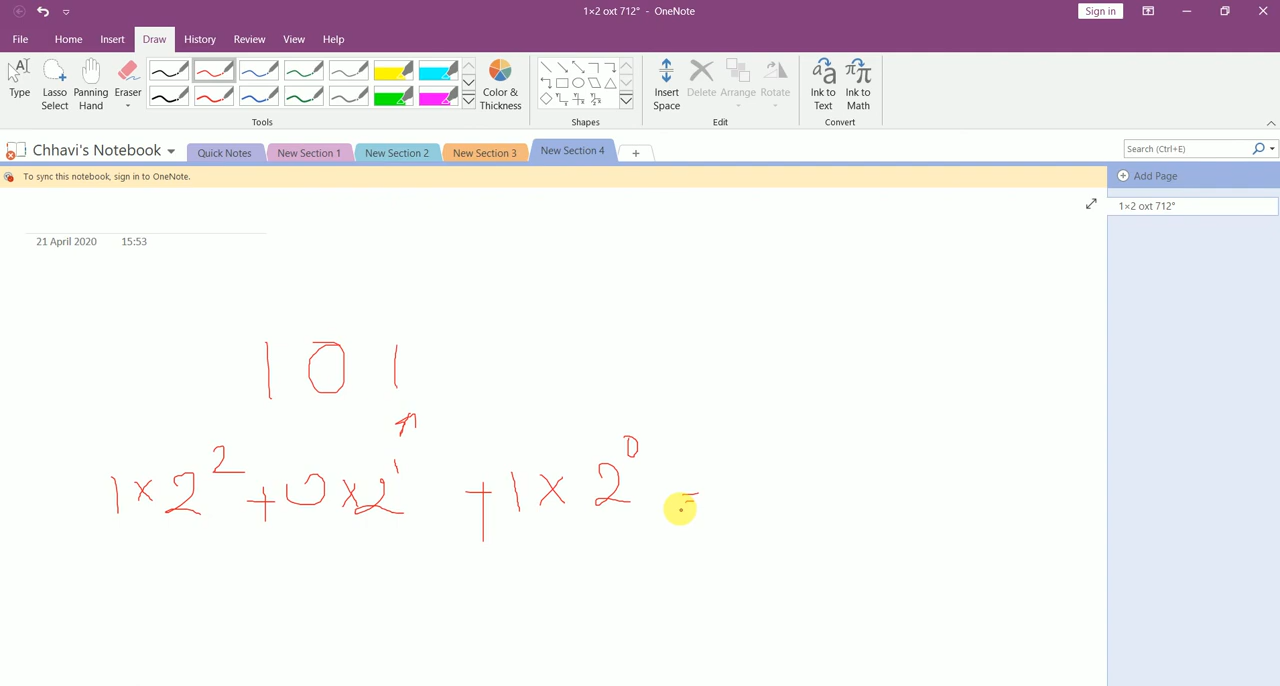 1×2 oxt 712° - OneNote
Sign in
File Home Insert Draw History Review View Help
Type
Lasso Select
Panning Hand
Eraser
Color & Thickness
Insert Space
Delete
Arrange
Rotate
Ink to Text
Ink to Math
Tools
Shapes
Edit
Convert
Chhavi's Notebook
Quick Notes
New Section 1
New Section 2
New Section 3
New Section 4
Search (Ctrl+E)
To sync this notebook, sign in to OneNote.
Add Page
1×2 oxt 712°
21 April 2020 15:53
1 0 1
1 × 2² + 0 × 2¹ + 1 × 2⁰ =